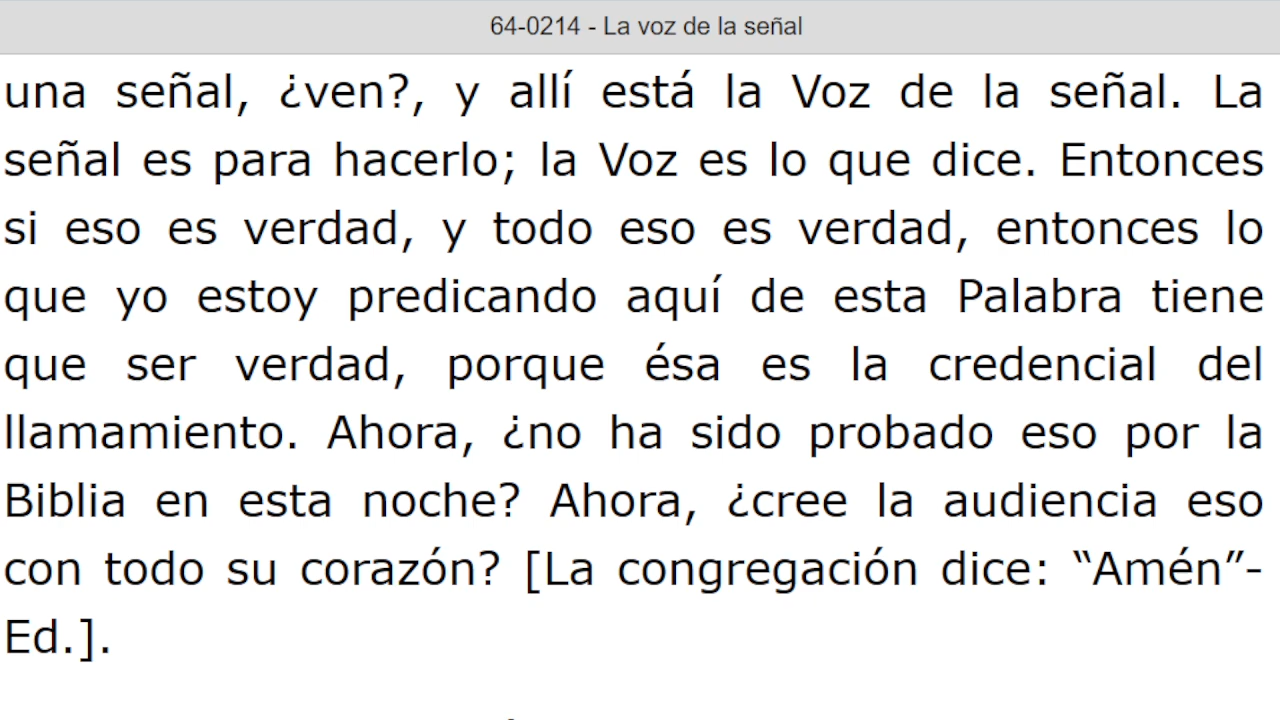 64-0214 - La voz de la señal
una señal, ¿ven?, y allí está la Voz de la señal. La
señal es para hacerlo; la Voz es lo que dice. Entonces
si eso es verdad, y todo eso es verdad, entonces lo
que yo estoy predicando aquí de esta Palabra tiene
que ser verdad, porque ésa es la credencial del
llamamiento. Ahora, ¿no ha sido probado eso por la
Biblia en esta noche? Ahora, ¿cree la audiencia eso
con todo su corazón? [La congregación dice: “Amén”-
Ed.].